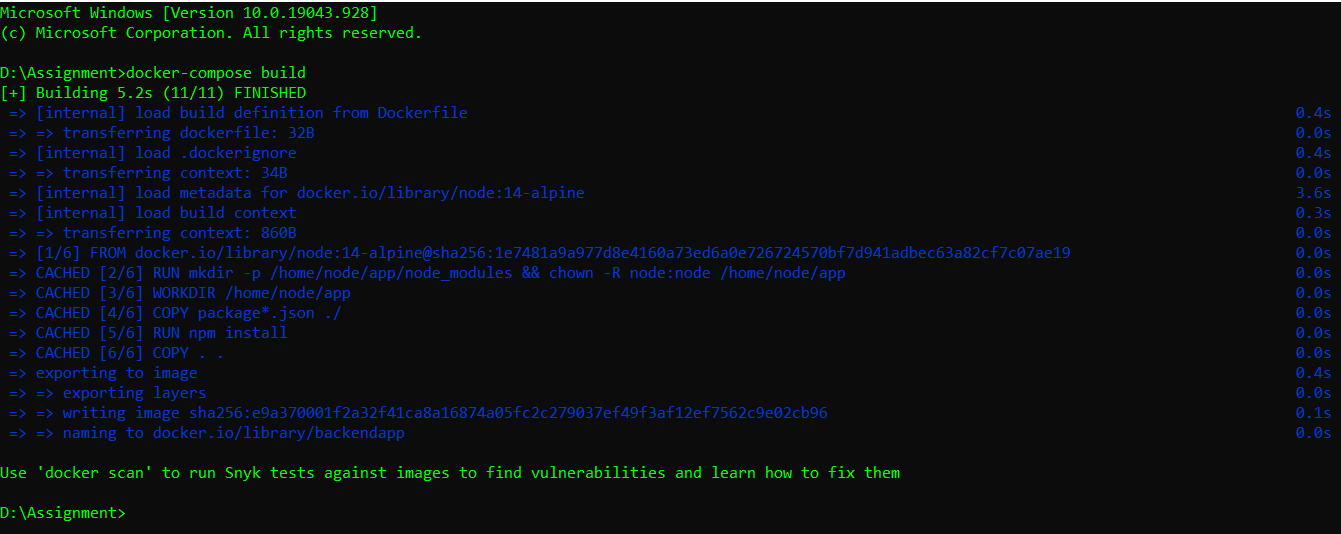 Microsoft Windows [Version 10.0.19043.928]
(c) Microsoft Corporation. All rights reserved.
D:\Assignment>docker-compose build
[+] Building 5.2s (11/11) FINISHED
=> [internal] load build definition from Dockerfile 0.4s
=> => transferring dockerfile: 32B 0.0s
=> [internal] load .dockerignore 0.4s
=> => transferring context: 34B 0.0s
=> [internal] load metadata for docker.io/library/node:14-alpine 3.6s
=> [internal] load build context 0.3s
=> => transferring context: 860B 0.0s
=> [1/6] FROM docker.io/library/node:14-alpine@sha256:1e7481a9a977d8e4160a73ed6a0e726724570bf7d941adbec63a82cf7c07ae19 0.0s
=> CACHED [2/6] RUN mkdir -p /home/node/app/node_modules && chown -R node:node /home/node/app 0.0s
=> CACHED [3/6] WORKDIR /home/node/app 0.0s
=> CACHED [4/6] COPY package*.json ./ 0.0s
=> CACHED [5/6] RUN npm install 0.0s
=> CACHED [6/6] COPY . . 0.0s
=> exporting to image 0.4s
=> => exporting layers 0.0s
=> => writing image sha256:e9a370001f2a32f41ca8a16874a05fc2c279037ef49f3af12ef7562c9e02cb96 0.1s
=> => naming to docker.io/library/backendapp 0.0s
Use 'docker scan' to run Snyk tests against images to find vulnerabilities and learn how to fix them
D:\Assignment>